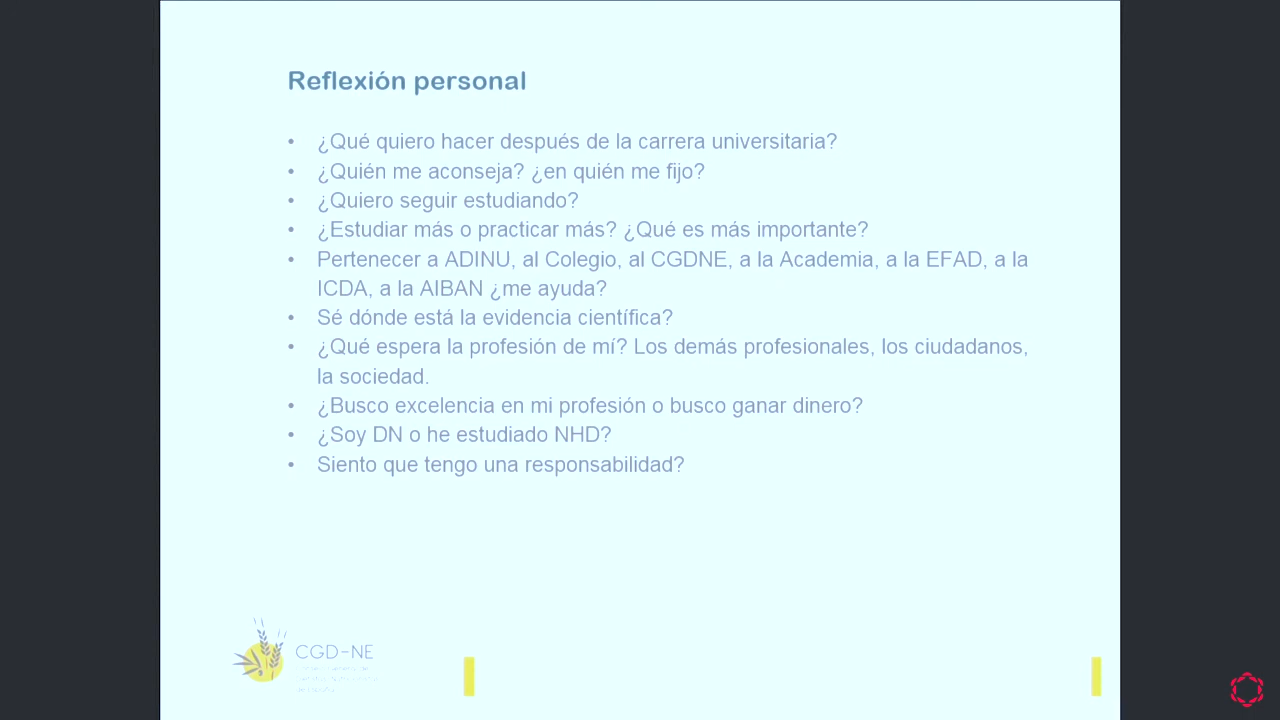 Reflexión personal
• ¿Qué quiero hacer después de la carrera universitaria?
• ¿Quién me aconseja? ¿en quién me fijo?
• ¿Quiero seguir estudiando?
• ¿Estudiar más o practicar más? ¿Qué es más importante?
• Pertenecer a ADINU, al Colegio, al CGDNE, a la Academia, a la EFAD, a la
ICDA, a la AIBAN ¿me ayuda?
• Sé dónde está la evidencia científica?
• ¿Qué espera la profesión de mí? Los demás profesionales, los ciudadanos,
la sociedad.
• ¿Busco excelencia en mi profesión o busco ganar dinero?
• ¿Soy DN o he estudiado NHD?
• Siento que tengo una responsabilidad?
CGD-NE